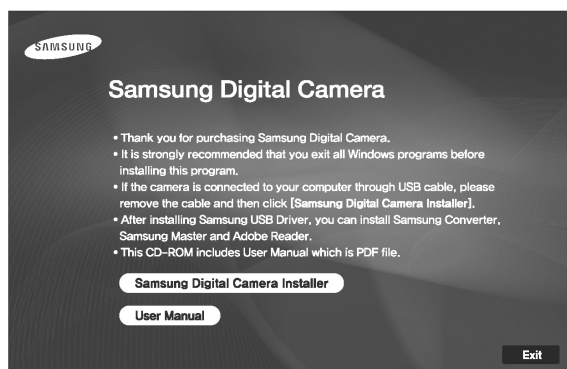 SAMSUNG
Samsung Digital Camera
• Thank you for purchasing Samsung Digital Camera.
• It is strongly recommended that you exit all Windows programs before
installing this program.
• If the camera is connected to your computer through USB cable, please
remove the cable and then click [Samsung Digital Camera Installer].
• After installing Samsung USB Driver, you can install Samsung Converter,
Samsung Master and Adobe Reader.
• This CD-ROM includes User Manual which is PDF file.
Samsung Digital Camera Installer
User Manual
Exit